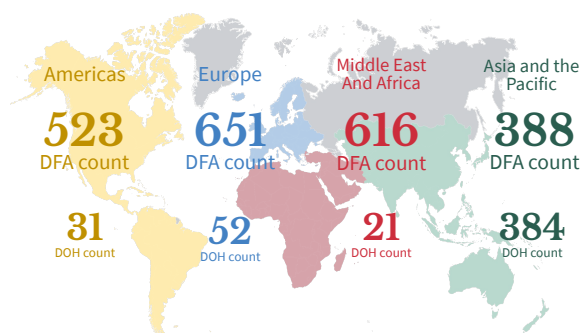 Americas
523
DFA count
31
DOH count
Europe
651
DFA count
52
DOH count
Middle East
And Africa
616
DFA count
21
DOH count
Asia and the
Pacific
388
DFA count
384
DOH count